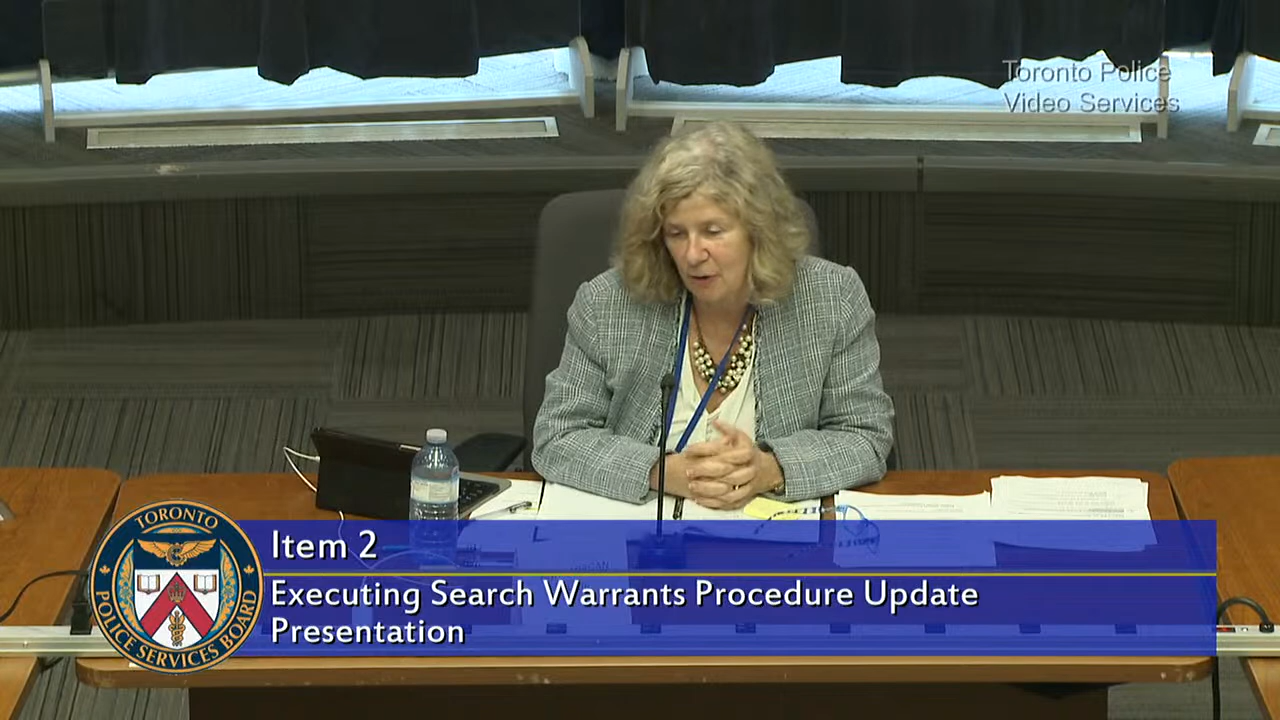 Toronto Police
Video Services
Item 2
Executing Search Warrants Procedure Update
Presentation
TORONTO
POLICE SERVICES BOARD